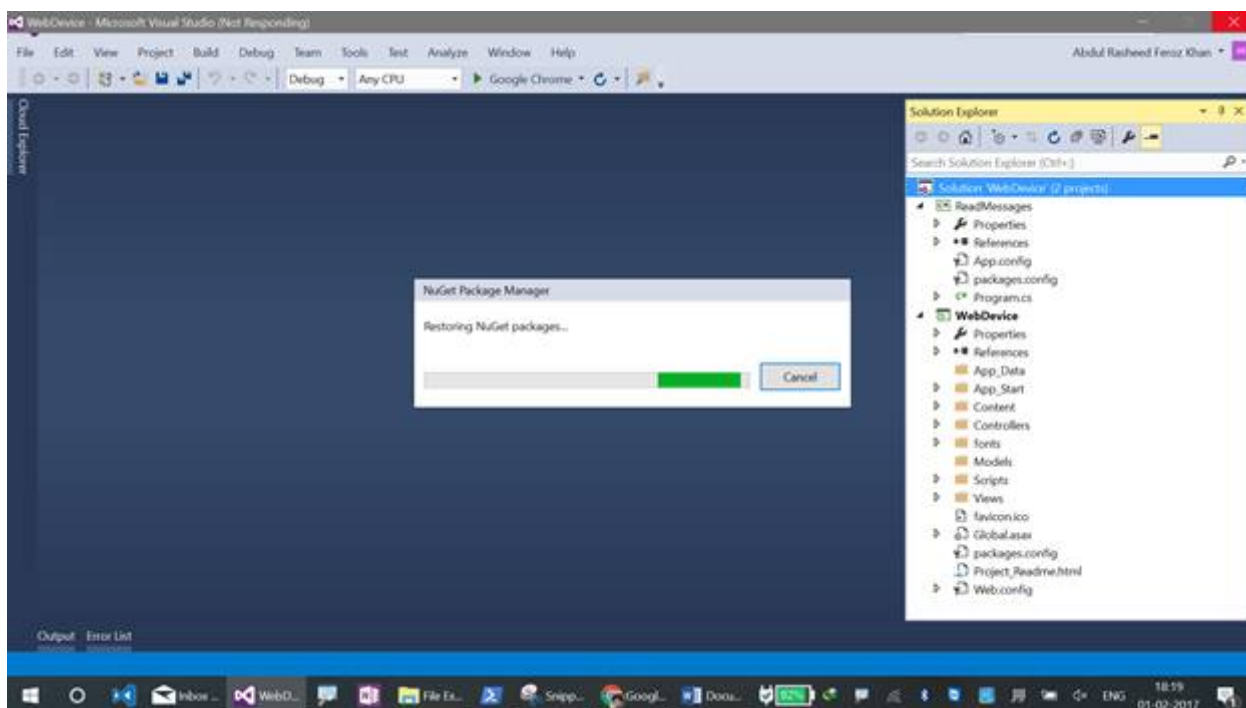 WebDevice - Microsoft Visual Studio (Not Responding)
File Edit View Project Build Debug Team Tools Test Analyze Window Help
Abdul Rasheed Feroz Khan
Debug Any CPU Google Chrome
Cloud Explorer
Solution Explorer
Search Solution Explorer (Ctrl+;)
Solution 'WebDevice' (2 projects)
ReadMessages
Properties
References
App.config
packages.config
C# Program.cs
WebDevice
Properties
References
App_Data
App_Start
Content
Controllers
fonts
Models
Scripts
Views
favicon.ico
Global.asax
packages.config
Project_Readme.html
Web.config
NuGet Package Manager
Restoring NuGet packages...
Cancel
Output Error List
Inbox - WebD... File Ex... Snipp... Googl... Docu... 82% ENG 18:19
01-02-2017